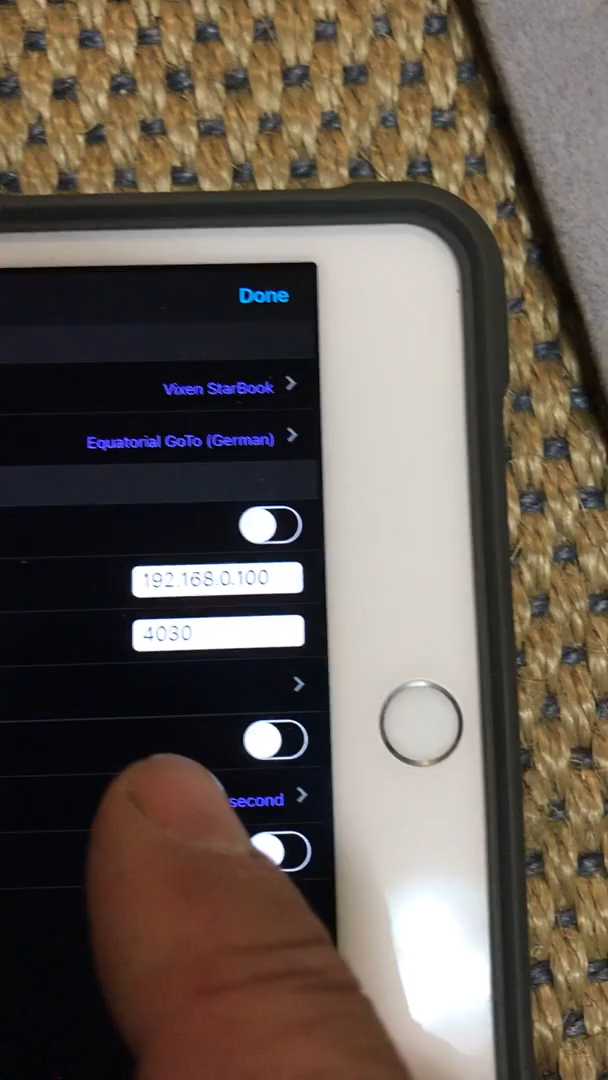 Done
Vixen StarBook
Equatorial GoTo (German)
192.168.0.100
4030
second